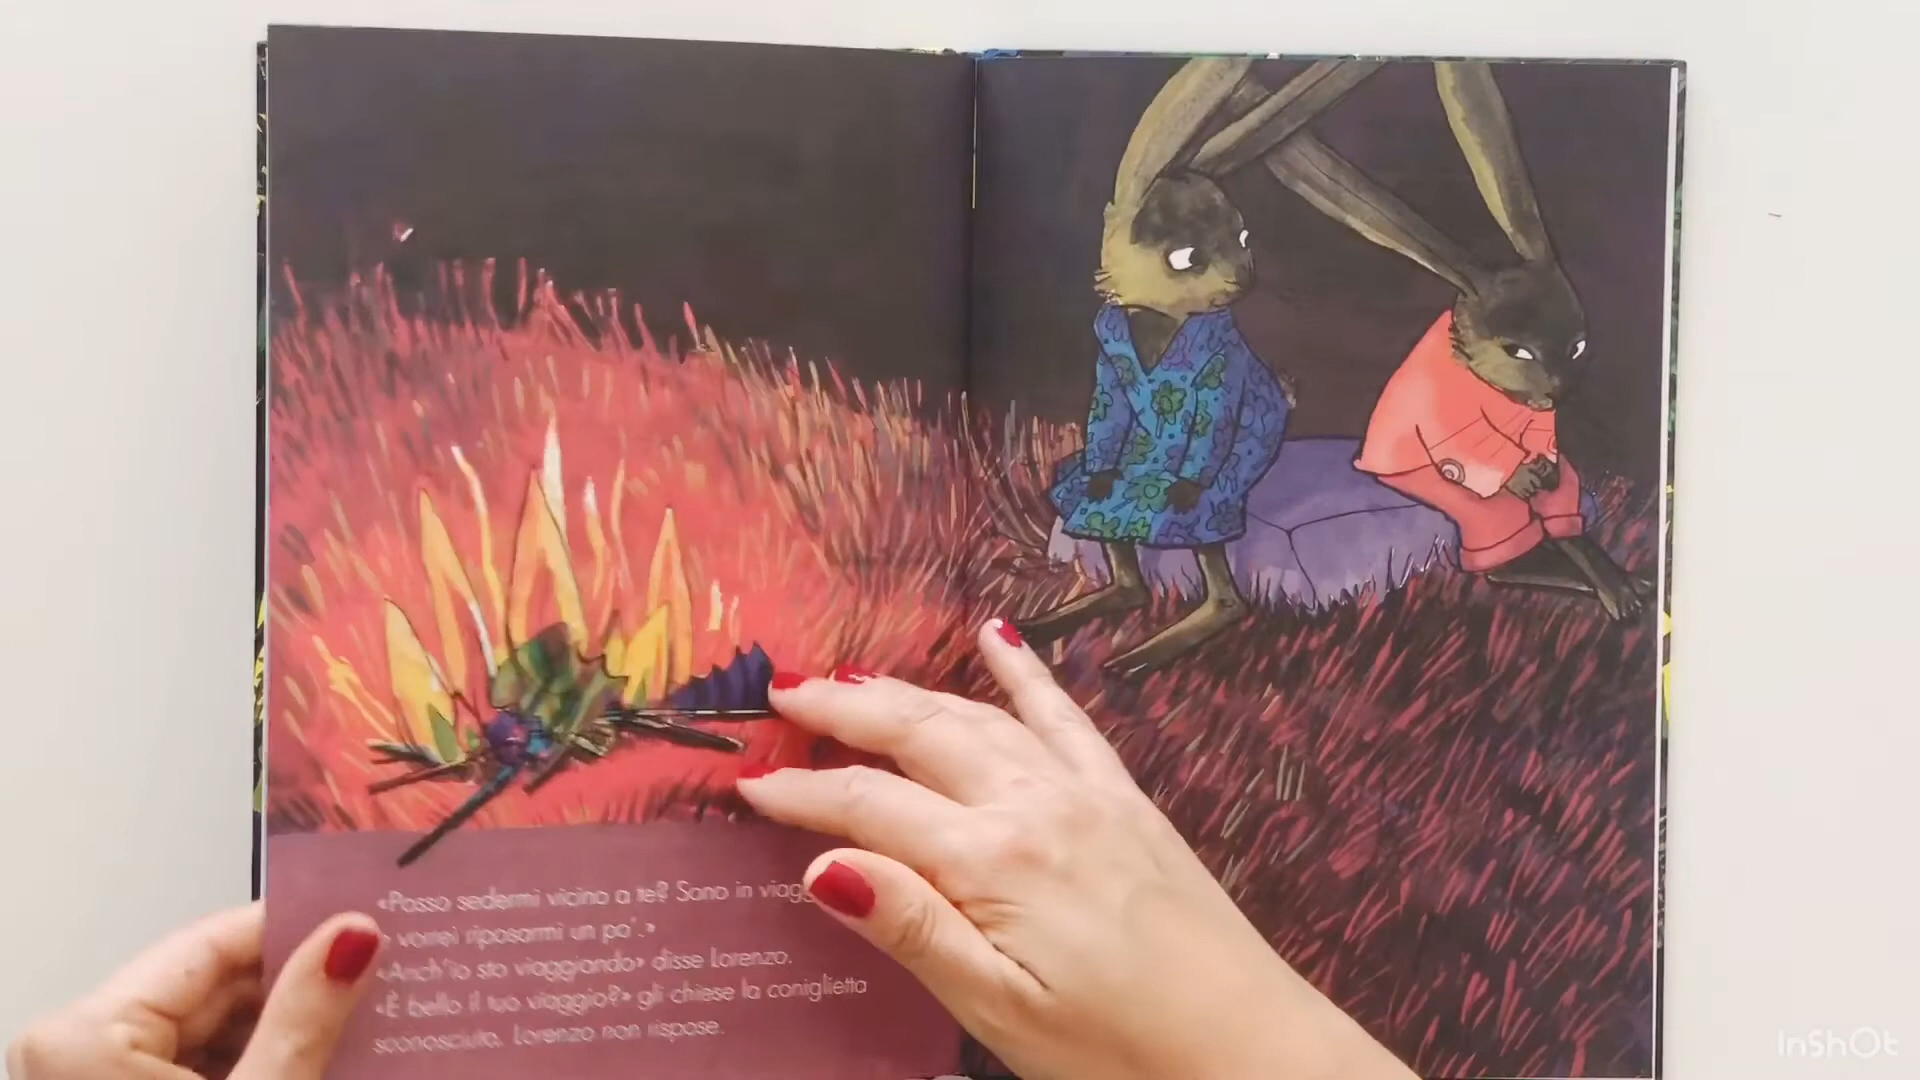 «Posso sedermi vicino a te? Sono in viagg
vorrei riposarmi un po'.»
«Anch'io sto viaggiando» disse Lorenzo.
«È bello il tuo viaggio?» gli chiese la coniglietta
sconosciuta. Lorenzo non rispose.
InShOt